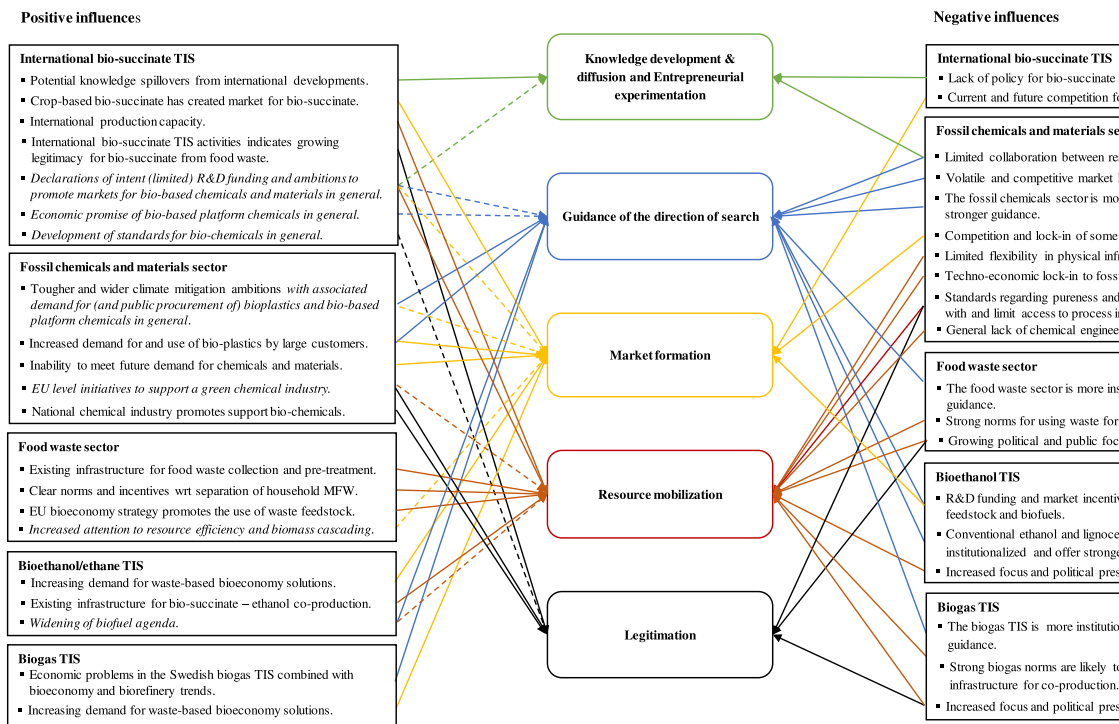 Positive influences
International bio-succinate TIS
▪ Potential knowledge spillovers from international developments.
▪ Crop-based bio-succinate has created market for bio-succinate.
▪ International production capacity.
▪ International bio-succinate TIS activities indicates growing
legitimacy for bio-succinate from food waste.
▪ Declarations of intent (limited) R&D funding and ambitions to
promote markets for bio-based chemicals and materials in general.
▪ Economic promise of bio-based platform chemicals in general.
▪ Development of standards for bio-chemicals in general.
Fossil chemicals and materials sector
▪ Tougher and wider climate mitigation ambitions with associated
demand for (and public procurement of) bioplastics and bio-based
platform chemicals in general.
▪ Increased demand for and use of bio-plastics by large customers.
▪ Inability to meet future demand for chemicals and materials.
▪ EU level initiatives to support a green chemical industry.
▪ National chemical industry promotes support bio-chemicals.
Food waste sector
▪ Existing infrastructure for food waste collection and pre-treatment.
▪ Clear norms and incentives wrt separation of household MFW.
▪ EU bioeconomy strategy promotes the use of waste feedstock.
▪ Increased attention to resource efficiency and biomass cascading.
Bioethanol/ethane TIS
▪ Increasing demand for waste-based bioeconomy solutions.
▪ Existing infrastructure for bio-succinate – ethanol co-production.
▪ Widening of biofuel agenda.
Biogas TIS
▪ Economic problems in the Swedish biogas TIS combined with
bioeconomy and biorefinery trends.
▪ Increasing demand for waste-based bioeconomy solutions.
Knowledge development &
diffusion and Entrepreneurial
experimentation
Guidance of the direction of search
Market formation
Resource mobilization
Legitimation
Negative influences
International bio-succinate TIS
▪ Lack of policy for bio-succinate
▪ Current and future competition
Fossil chemicals and materials
▪ Limited collaboration between
▪ Volatile and competitive market
▪ The fossil chemicals sector is
stronger guidance.
▪ Competition and lock-in of some
▪ Limited flexibility in physical
▪ Techno-economic lock-in to
▪ Standards regarding pureness and
with and limit access to process
▪ General lack of chemical
Food waste sector
▪ The food waste sector is more
guidance.
▪ Strong norms for using waste for
▪ Growing political and public
Bioethanol TIS
▪ R&D funding and market
feedstock and biofuels.
▪ Conventional ethanol and
institutionalized and offer
▪ Increased focus and political
Biogas TIS
▪ The biogas TIS is more
guidance.
▪ Strong biogas norms are likely to
infrastructure for co-production.
▪ Increased focus and political